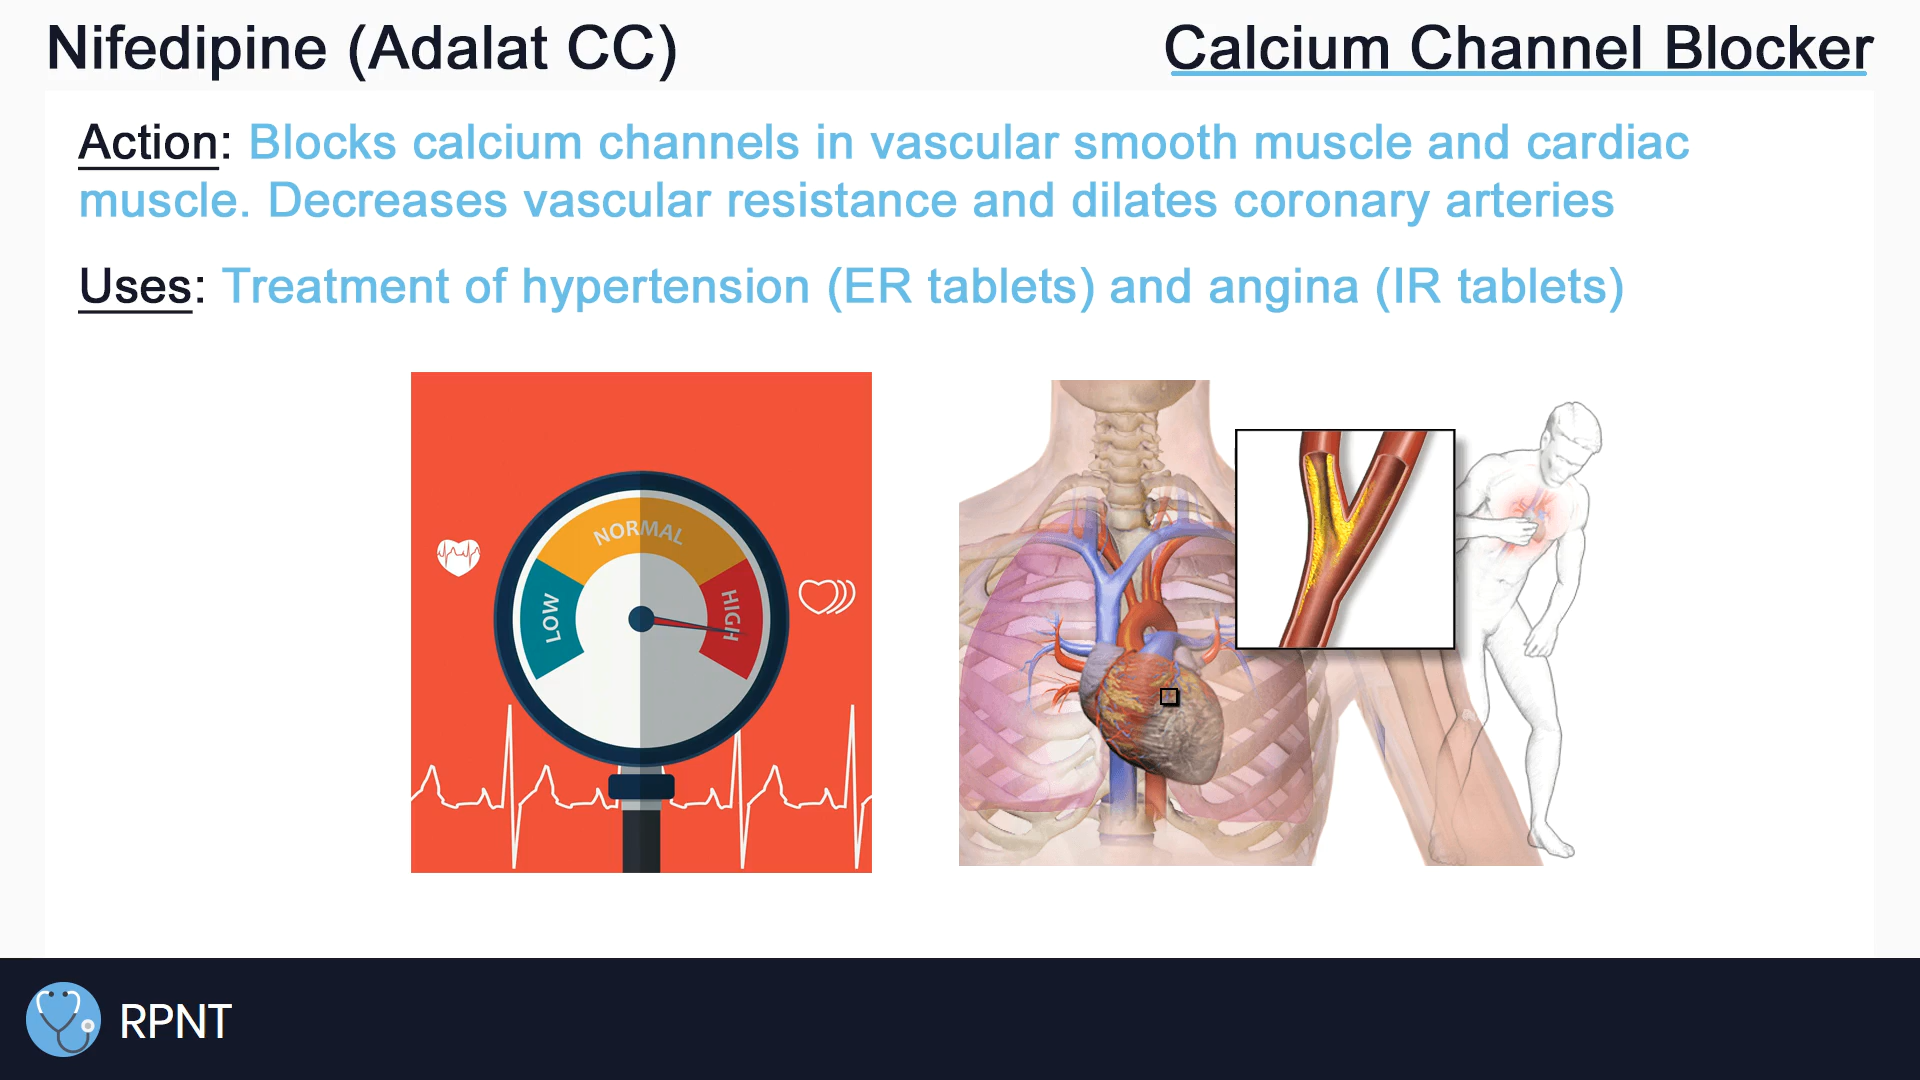 Nifedipine (Adalat CC)
Calcium Channel Blocker
Action: Blocks calcium channels in vascular smooth muscle and cardiac
muscle. Decreases vascular resistance and dilates coronary arteries
Uses: Treatment of hypertension (ER tablets) and angina (IR tablets)
NORMAL
LOW
HIGH
RPNT